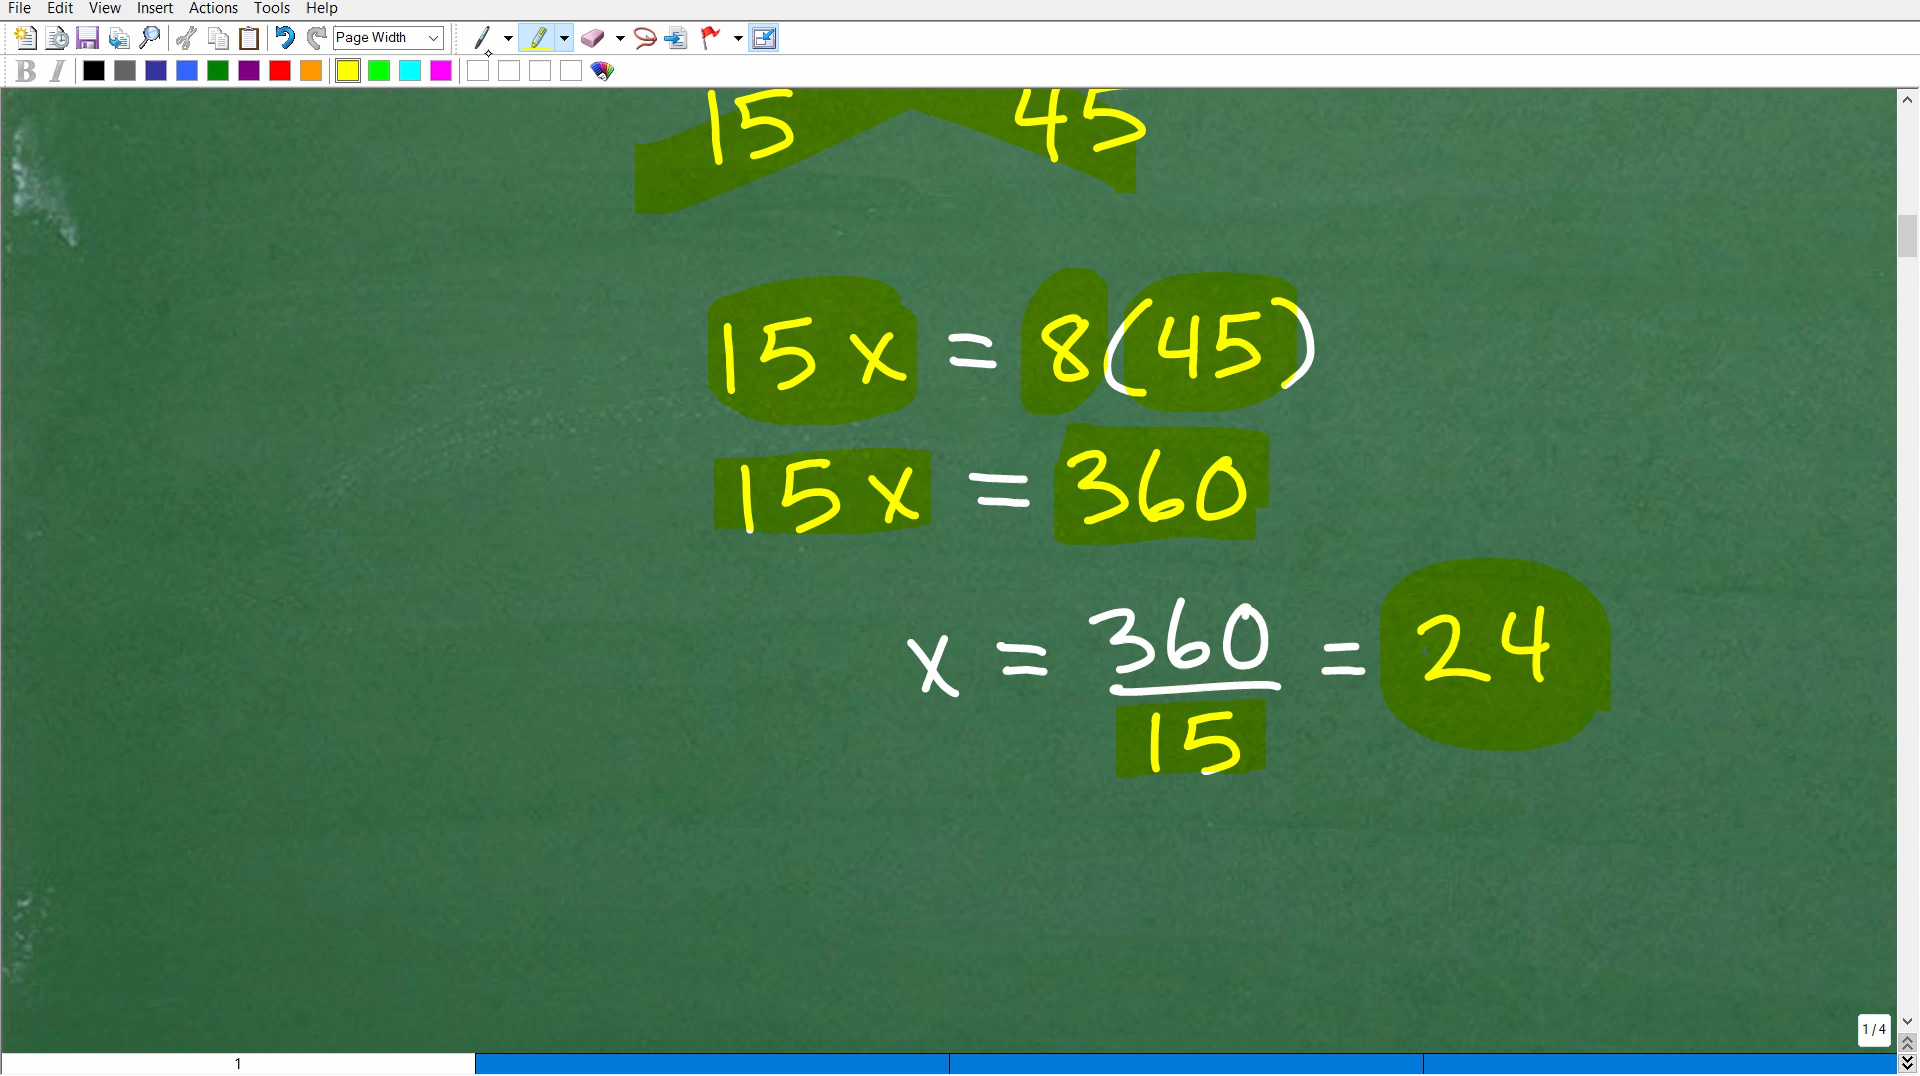 File Edit View Insert Actions Tools Help
Page Width
B I
15 45
15x = 8(45)
15x = 360
x = 360/15 = 24
1 / 4
1